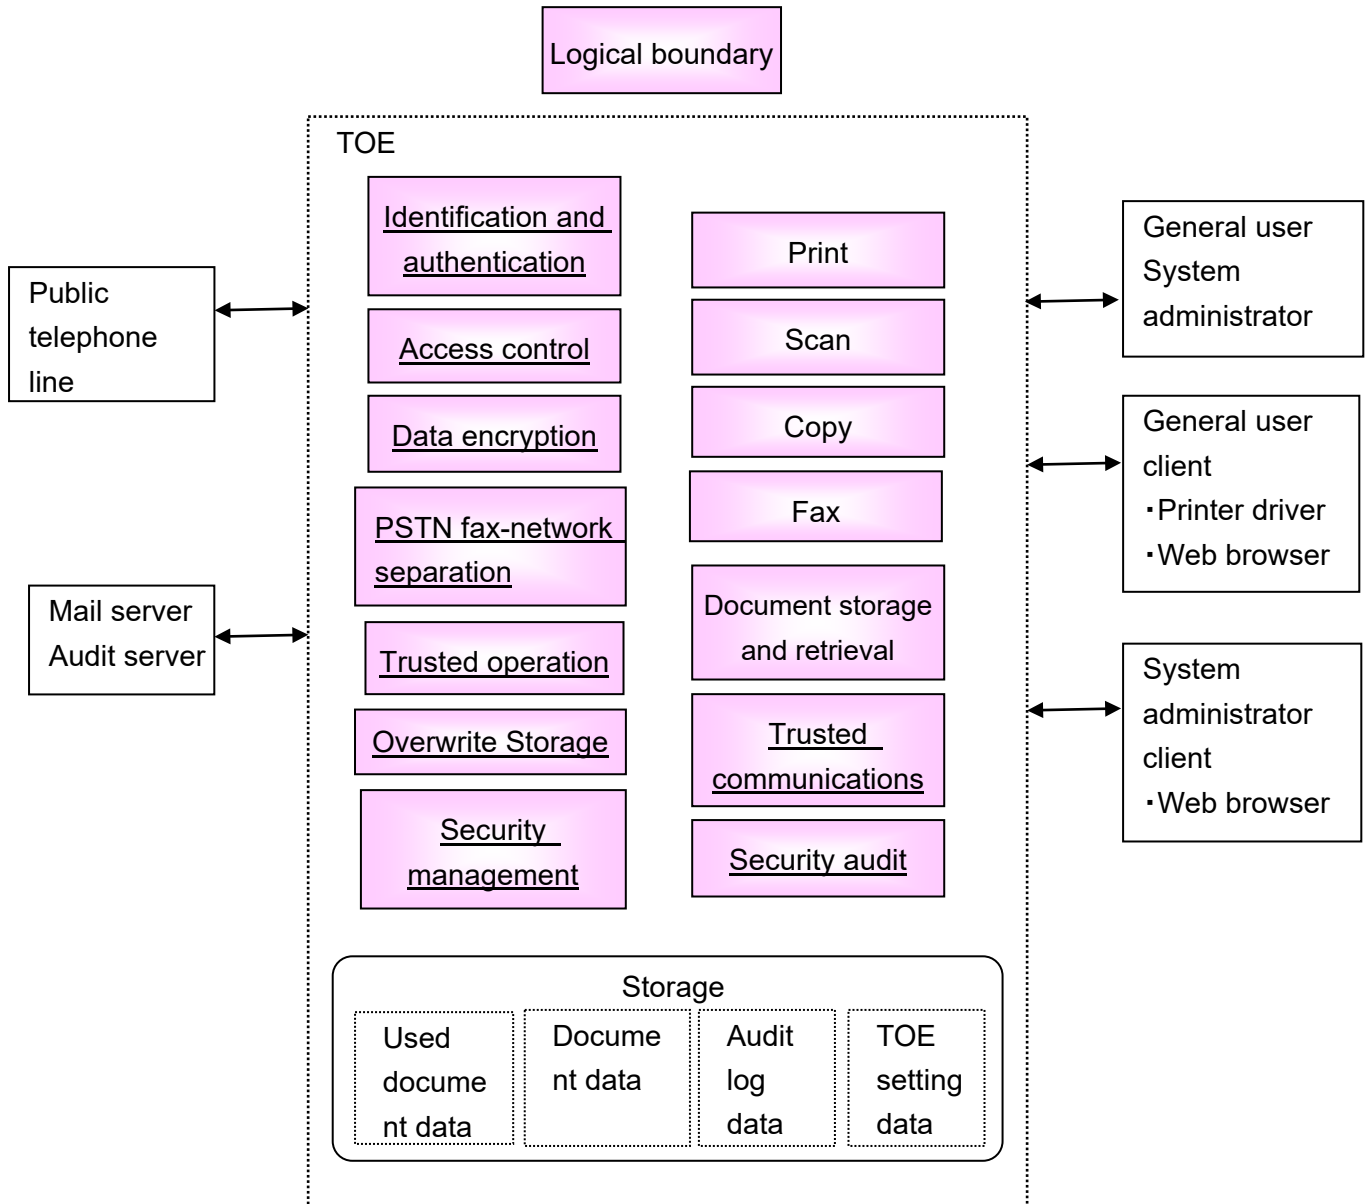 Logical boundary
TOE
Public
telephone
line
Mail server
Audit server
Identification and
authentication
Access control
Data encryption
PSTN fax-network
separation
Trusted operation
Overwrite Storage
Security
management
Print
Scan
Copy
Fax
Document storage
and retrieval
Trusted
communications
Security audit
General user
System
administrator
General user
client
・Printer driver
・Web browser
System
administrator
client
・Web browser
Storage
Used
docume
nt data
Docume
nt data
Audit
log
data
TOE
setting
data